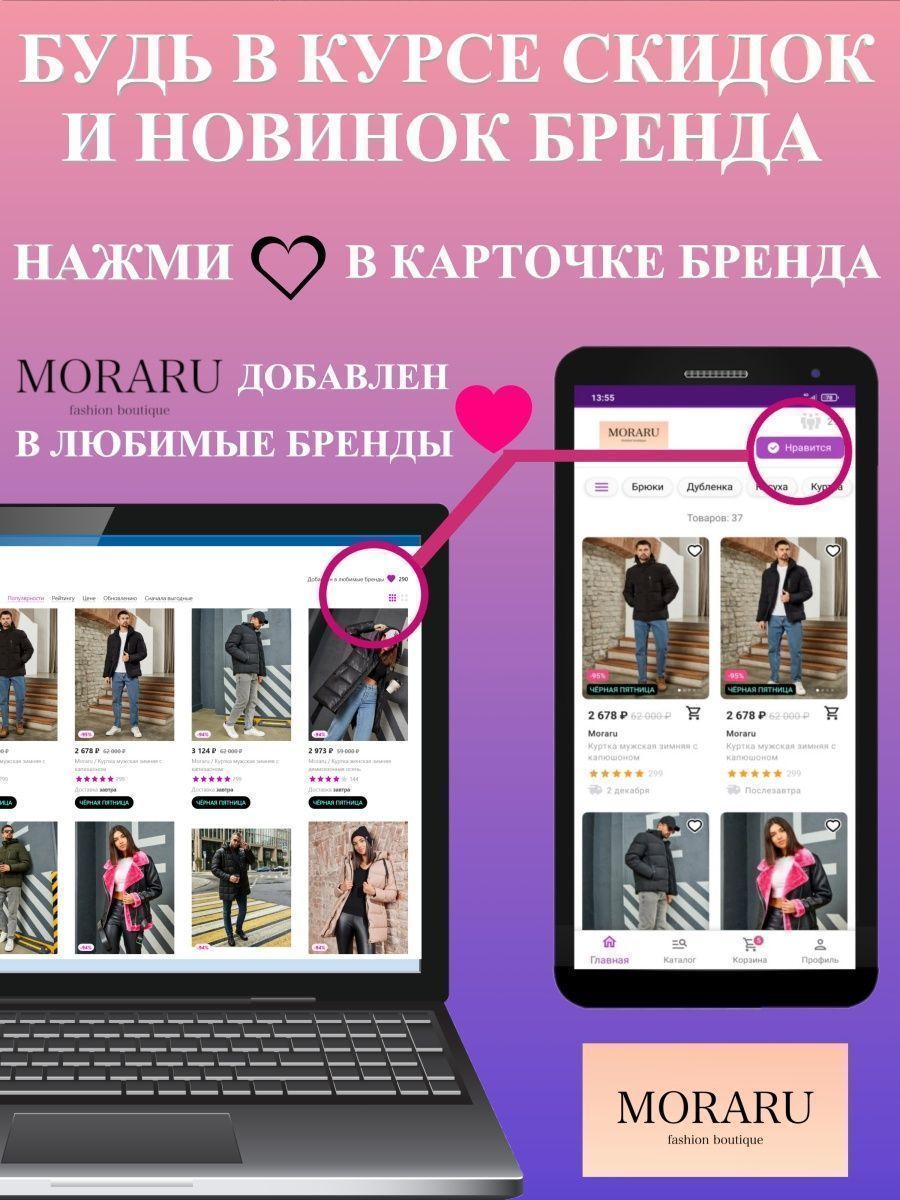 БУДЬ В КУРСЕ СКИДОК
И НОВИНОК БРЕНДА
НАЖМИ В КАРТОЧКЕ БРЕНДА
MORARU ДОБАВЛЕН
fashion boutique
В ЛЮБИМЫЕ БРЕНДЫ
13:55
78
MORARU
Нравится
Брюки Дубленка Куртка
Товаров: 37
-95% -95%
ЧЁРНАЯ ПЯТНИЦА ЧЁРНАЯ ПЯТНИЦА
2 678 ₽ 62 000 ₽ 2 678 ₽ 62 000 ₽
Moraru Moraru
Куртка мужская зимняя с Куртка мужская зимняя с
капюшоном капюшоном
299 299
2 декабря Послезавтра
5
Главная Каталог Корзина Профиль
Добавлен в любимые бренды 290
Популярности Рейтингу Цене Обновлению Сначала выгодные
-95% -94% -94%
2 678 ₽ 62 000 ₽ 3 124 ₽ 62 000 ₽ 2 973 ₽ 59 000 ₽
Moraru / Куртка мужская зимняя с Moraru / Куртка мужская зимняя с Moraru / Куртка женская зимняя
капюшоном капюшоном демисезонная осень
299 299 144
Доставка завтра Доставка завтра Доставка завтра
ЧЁРНАЯ ПЯТНИЦА ЧЁРНАЯ ПЯТНИЦА ЧЁРНАЯ ПЯТНИЦА
-94% -94% -94%
MORARU
fashion boutique